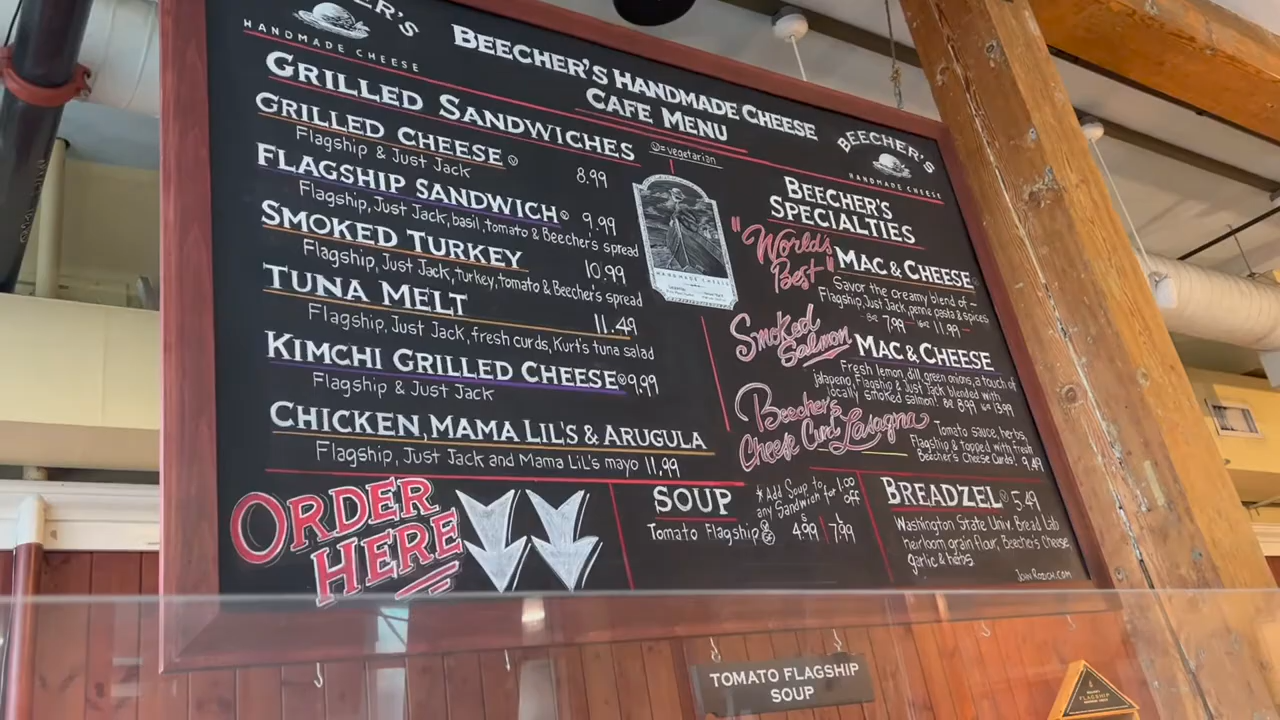 BEECHER'S HANDMADE CHEESE
CAFE MENU
HANDMADE CHEESE
GRILLED SANDWICHES
=vegetarian
GRILLED CHEESE 8.99
Flagship & Just Jack
FLAGSHIP SANDWICH 9.99
Flagship, Just Jack, basil, tomato & Beecher's spread
SMOKED TURKEY 10.99
Flagship, Just Jack, turkey, tomato & Beecher's spread
TUNA MELT 11.49
Flagship, Just Jack, fresh curds, Kurt's tuna salad
KIMCHI GRILLED CHEESE 9.99
Flagship & Just Jack
CHICKEN, MAMA LIL'S & ARUGULA
Flagship, Just Jack and Mama Lil's mayo 11.99
HANDMADE CHEESE
BEECHER'S
HANDMADE CHEESE
BEECHER'S
SPECIALTIES
"World's
Best"
MAC & CHEESE
Savor the creamy blend of ~
Flagship, Just Jack, penne pasta & spices
7.99 11.99
Smoked
Salmon
MAC & CHEESE
Fresh lemon, dill, green onions, a touch of
jalapeno, Flagship & Just Jack blended with
locally smoked salmon! 8.99 13.99
Beecher's
Cheese Curd Lasagna
Tomato sauce, herbs,
Flagship & topped with fresh
Beecher's Cheese Curds! 9.49
ORDER
HERE
SOUP
*Add Soup to
any Sandwich for 1.00
OFF
Tomato Flagship 4.99 | 7.99
BREADZEL 5.49
Washington State Univ. Bread Lab
heirloom grain flour, Beecher's Cheese
garlic & herbs
TOMATO FLAGSHIP
SOUP
FLAGSHIP